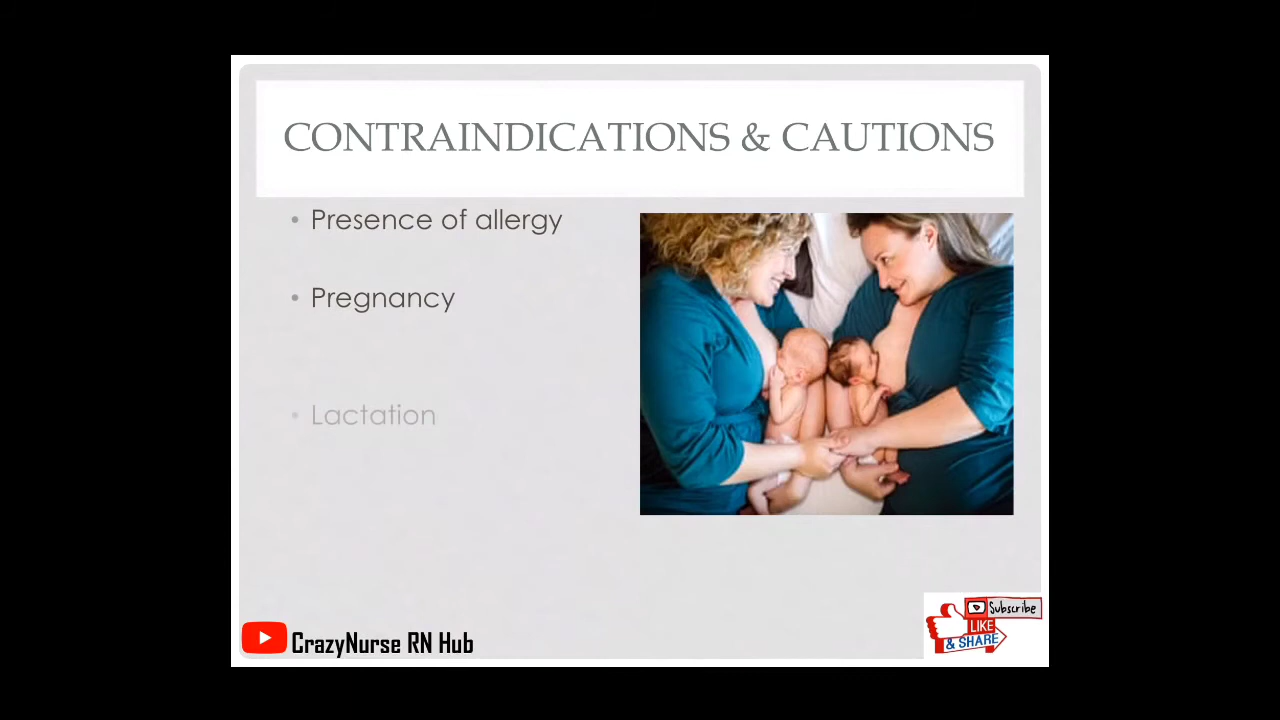 CONTRAINDICATIONS & CAUTIONS
• Presence of allergy
• Pregnancy
• Lactation
CrazyNurse RN Hub
Subscribe
LIKE
& SHARE